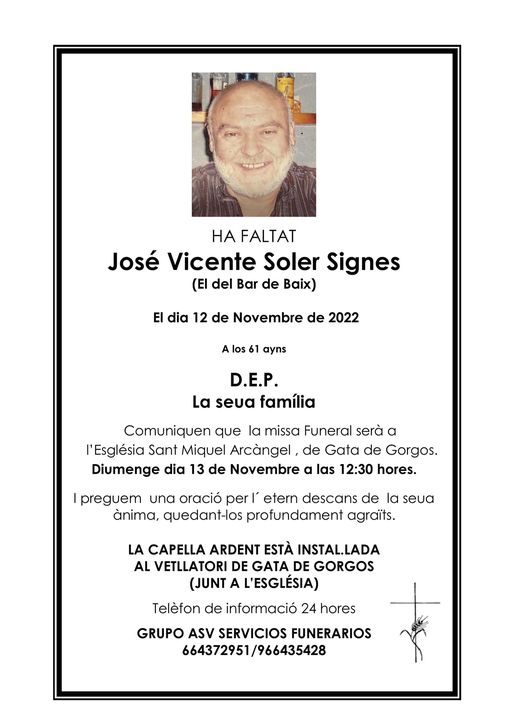 HA FALTAT
José Vicente Soler Signes
(El del Bar de Baix)
El dia 12 de Novembre de 2022
A los 61 ayns
D.E.P.
La seua família
Comuniquen que la missa Funeral serà a
l'Església Sant Miquel Arcàngel , de Gata de Gorgos.
Diumenge dia 13 de Novembre a las 12:30 hores.
I preguem una oració per l´ etern descans de la seua
ànima, quedant-los profundament agraïts.
LA CAPELLA ARDENT ESTÀ INSTAL.LADA
AL VETLLATORI DE GATA DE GORGOS
(JUNT A L'ESGLÉSIA)
Telèfon de informació 24 hores
GRUPO ASV SERVICIOS FUNERARIOS
664372951/966435428